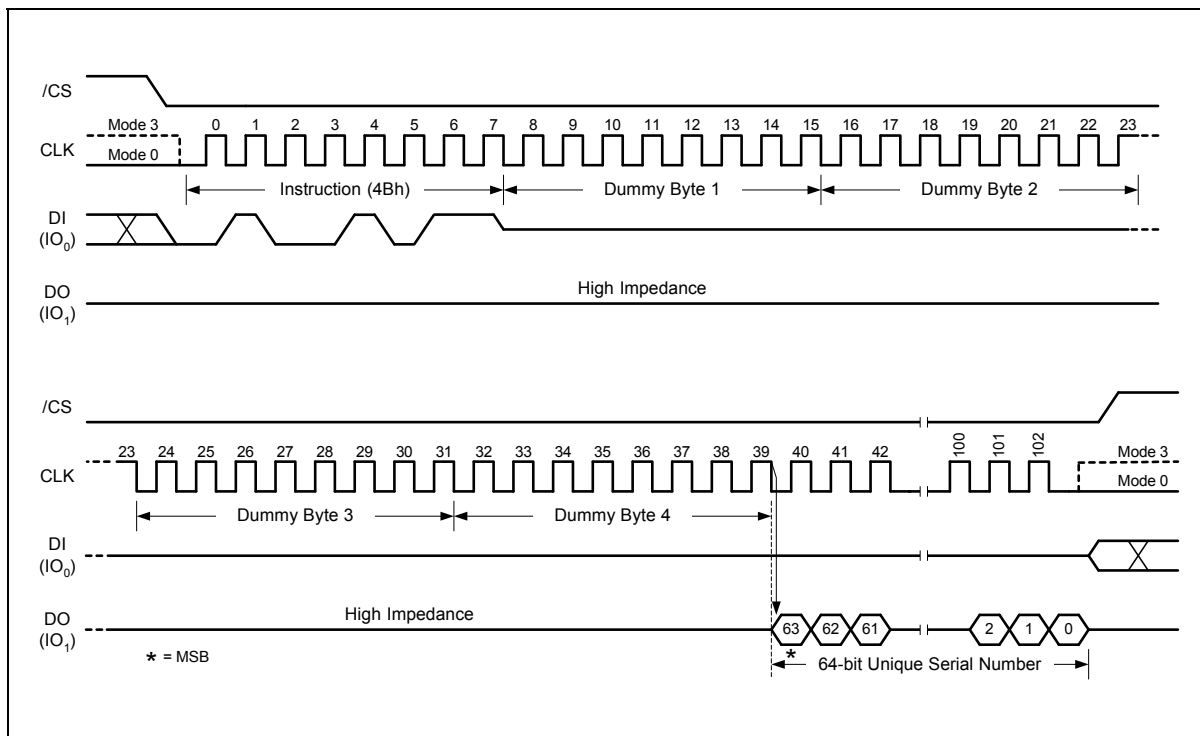 /CS
Mode 3
0 1 2 3 4 5 6 7 8 9 10 11 12 13 14 15 16 17 18 19 20 21 22 23
CLK
Mode 0
Instruction (4Bh)
Dummy Byte 1
Dummy Byte 2
DI
(IO0)
High Impedance
DO
(IO1)
/CS
23 24 25 26 27 28 29 30 31 32 33 34 35 36 37 38 39 40 41 42 100 101 102
Mode 3
CLK
Mode 0
Dummy Byte 3
Dummy Byte 4
DI
(IO0)
High Impedance
DO
(IO1)
63 62 61 2 1 0
* = MSB
*
64-bit Unique Serial Number